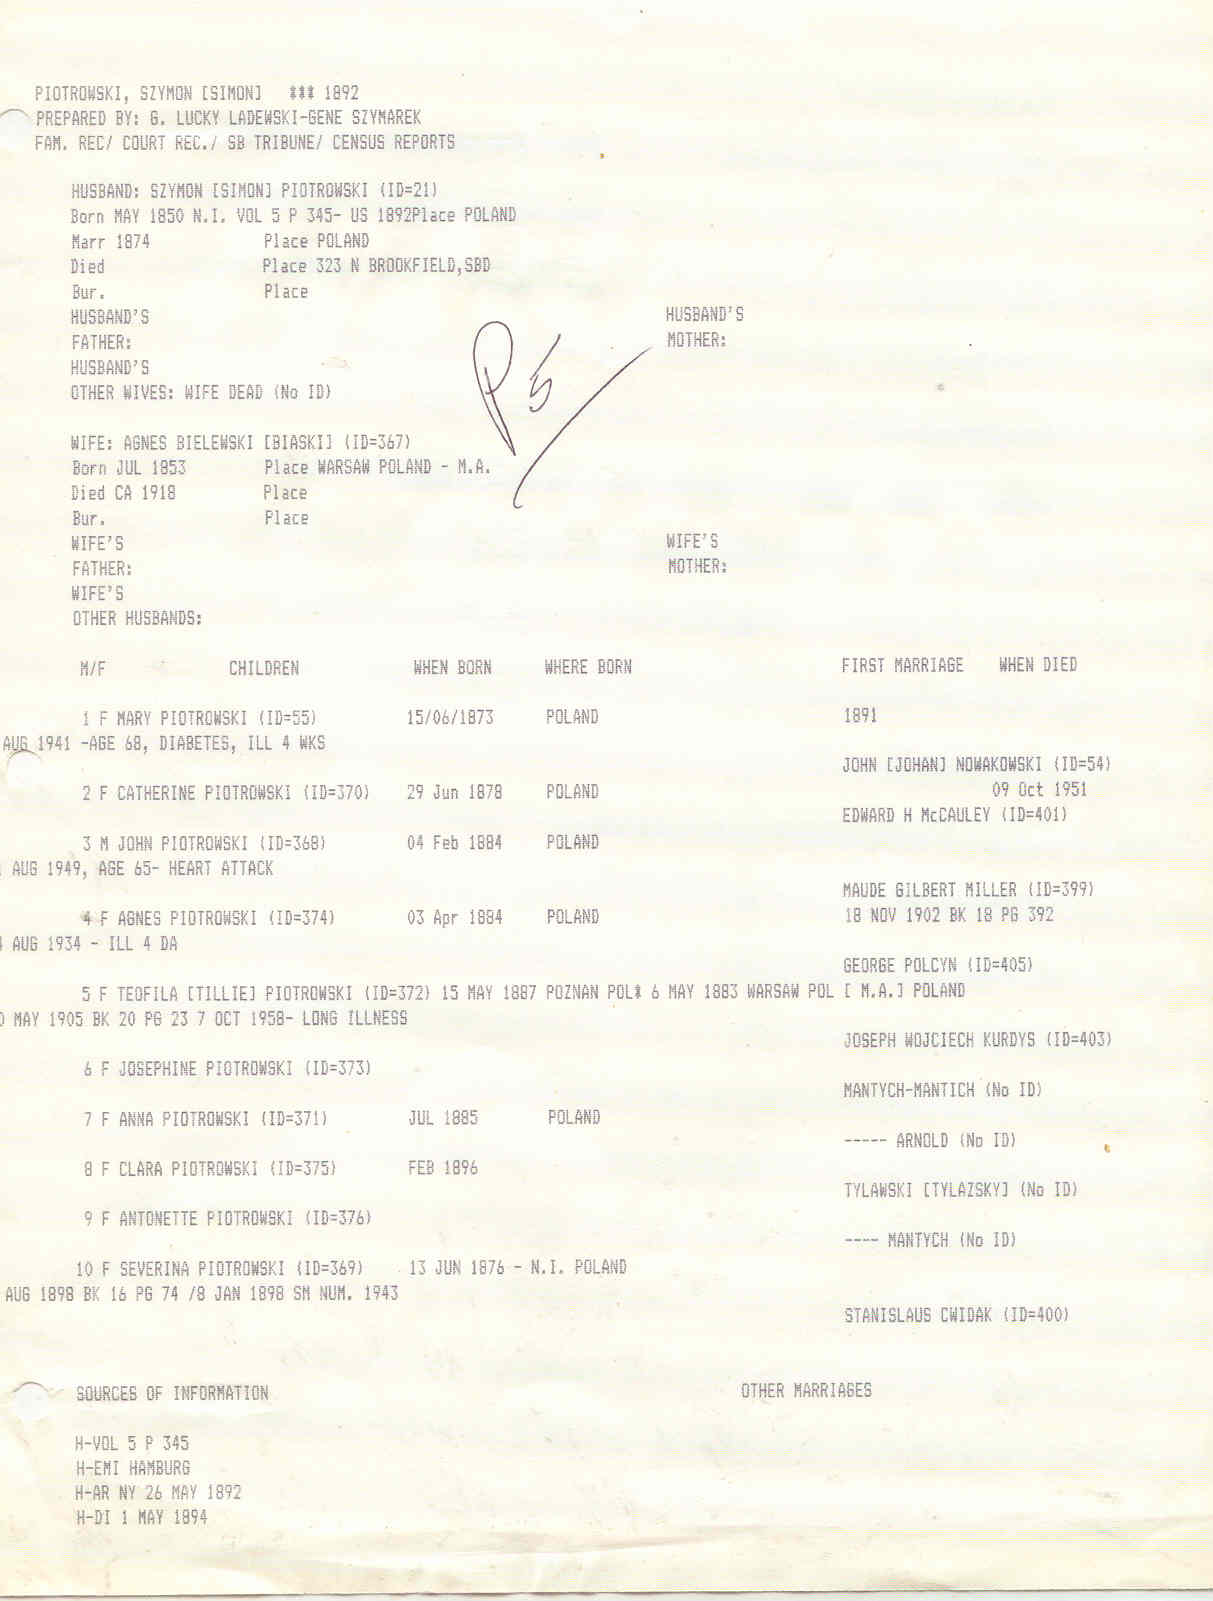 PIOTROWSKI, SZYMON [SIMON]   *** 1892
PREPARED BY: G. LUCKY LADEWSKI-GENE SZYMAREK
FAM. REC/ COURT REC./ SB TRIBUNE/ CENSUS REPORTS
HUSBAND: SZYMON [SIMON] PIOTROWSKI (ID=21)
Born MAY 1850 N.I. VOL 5 P 345- US 1892Place POLAND
Marr 1874 Place POLAND
Died Place 323 N BROOKFIELD,SBD
Bur. Place
HUSBAND'S HUSBAND'S
FATHER: MOTHER:
HUSBAND'S
OTHER WIVES: WIFE DEAD (No ID)
P5
WIFE: AGNES BIELEWSKI [BIASKI] (ID=367)
Born JUL 1853 Place WARSAW POLAND - M.A.
Died CA 1918 Place
Bur. Place
WIFE'S WIFE'S
FATHER: MOTHER:
WIFE'S
OTHER HUSBANDS:
M/F CHILDREN WHEN BORN WHERE BORN FIRST MARRIAGE WHEN DIED
1 F MARY PIOTROWSKI (ID=55) 15/06/1873 POLAND 1891
AUG 1941 -AGE 68, DIABETES, ILL 4 WKS
JOHN [JOHAN] NOWAKOWSKI (ID=54)
2 F CATHERINE PIOTROWSKI (ID=370) 29 Jun 1878 POLAND 09 Oct 1951
EDWARD H McCAULEY (ID=401)
3 M JOHN PIOTROWSKI (ID=368) 04 Feb 1884 POLAND
AUG 1949, AGE 65- HEART ATTACK
MAUDE GILBERT MILLER (ID=399)
4 F AGNES PIOTROWSKI (ID=374) 03 Apr 1884 POLAND 18 NOV 1902 BK 18 PG 392
AUG 1934 - ILL 4 DA
GEORGE POLCYN (ID=405)
5 F TEOFILA [TILLIE] PIOTROWSKI (ID=372) 15 MAY 1887 POZNAN POL* 6 MAY 1883 WARSAW POL [ M.A.] POLAND
MAY 1905 BK 20 PG 23 7 OCT 1958- LONG ILLNESS
JOSEPH WOJCIECH KURDYS (ID=403)
6 F JOSEPHINE PIOTROWSKI (ID=373)
MANTYCH-MANTICH (No ID)
7 F ANNA PIOTROWSKI (ID=371) JUL 1885 POLAND
----- ARNOLD (No ID)
8 F CLARA PIOTROWSKI (ID=375) FEB 1896
TYLAWSKI [TYLAZSKY] (No ID)
9 F ANTONETTE PIOTROWSKI (ID=376)
---- MANTYCH (No ID)
10 F SEVERINA PIOTROWSKI (ID=369) 13 JUN 1876 - N.I. POLAND
AUG 1898 BK 16 PG 74 /8 JAN 1898 SM NUM. 1943
STANISLAUS CWIDAK (ID=400)
SOURCES OF INFORMATION OTHER MARRIAGES
H-VOL 5 P 345
H-EMI HAMBURG
H-AR NY 26 MAY 1892
H-DI 1 MAY 1894